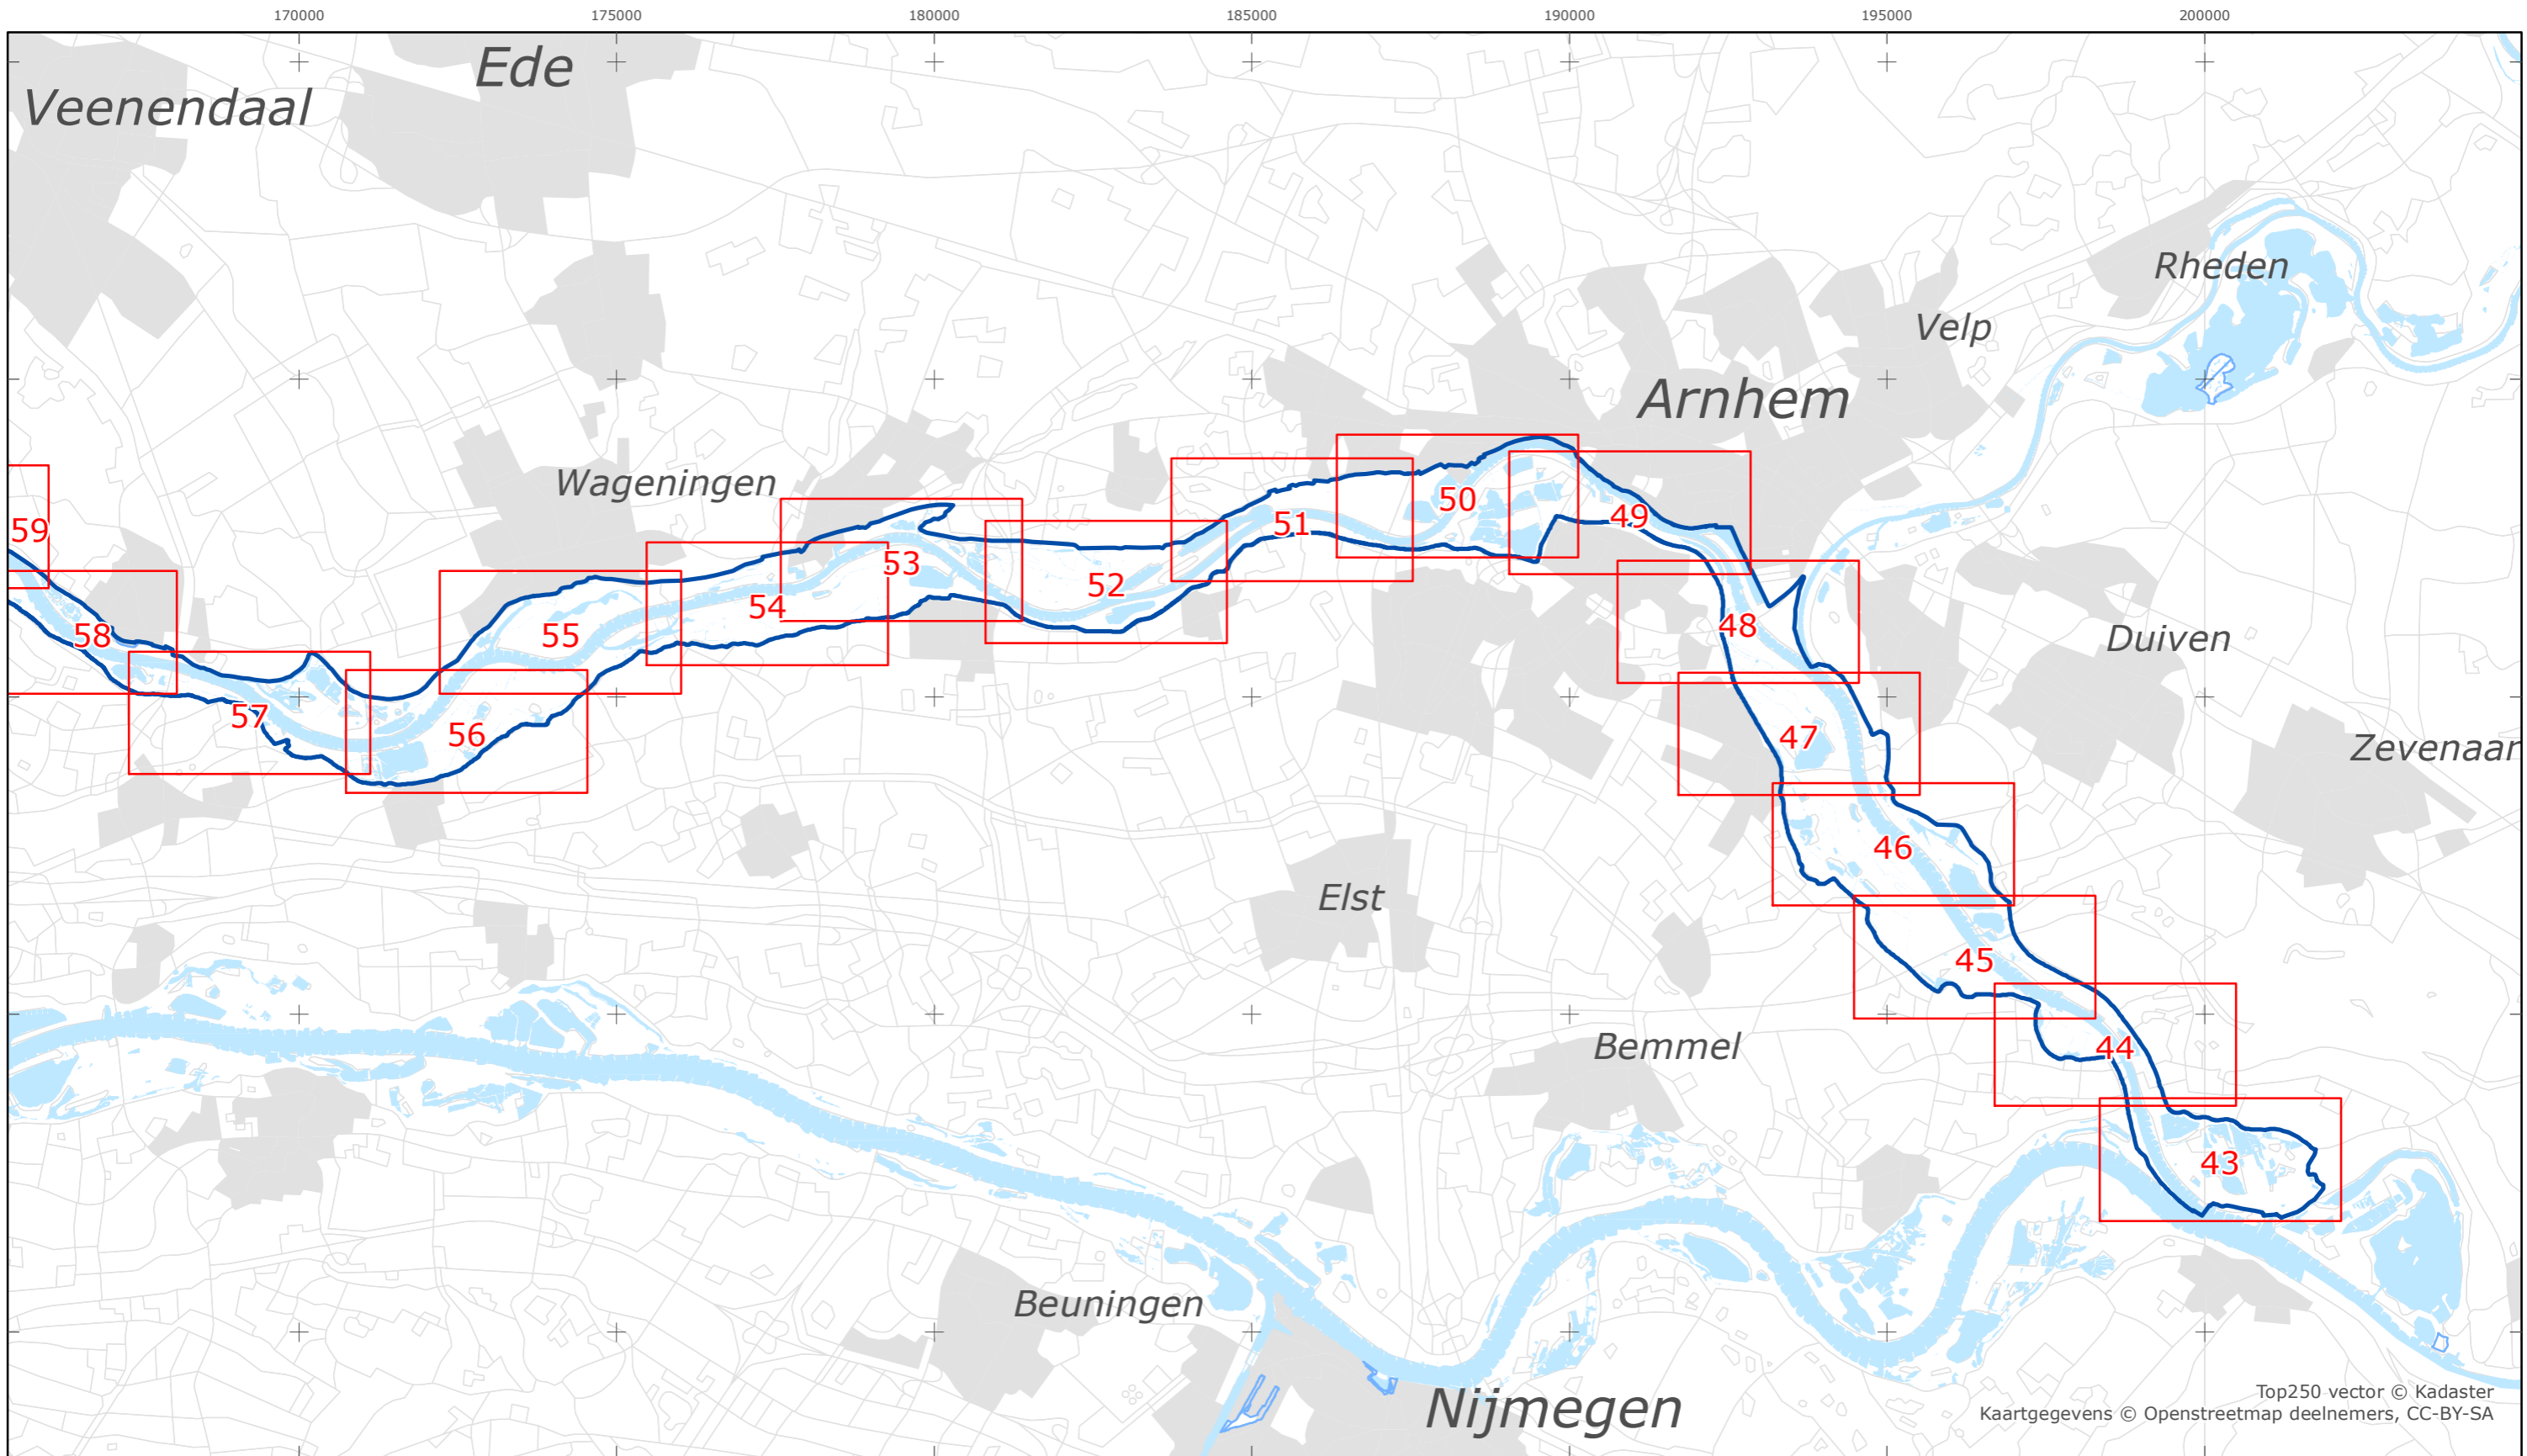 170000 175000 180000 185000 190000 195000 200000
Ede
Veenendaal
Rheden
Velp
Arnhem
Wageningen
59
50
51
49
53
52
54
58
55
48
Duiven
57
56
47
Zevenaar
46
Elst
45
Bemmel
44
43
Beuningen
Nijmegen
Top250 vector © Kadaster
Kaartgegevens © Openstreetmap deelnemers, CC-BY-SA